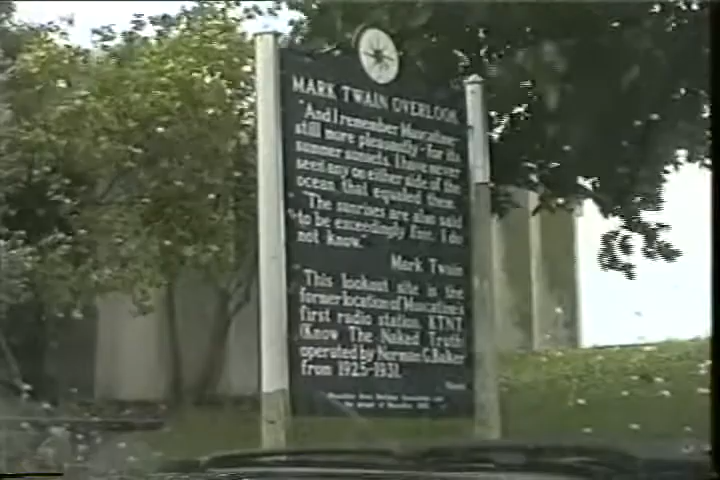 MARK TWAIN OVERLOOK
"And I remember Muscatine-
still more pleasantly-for its
summer sunsets. I have never
seen any on either side of the
ocean that equaled them."
"The sunrises are also said
to be exceedingly fine. I do
not know."
Mark Twain
This lookout site is the
former location of Muscatine's
first radio station, KTNT,
(Know The Naked Truth)
operated by Norman G. Baker
from 1925-1931.